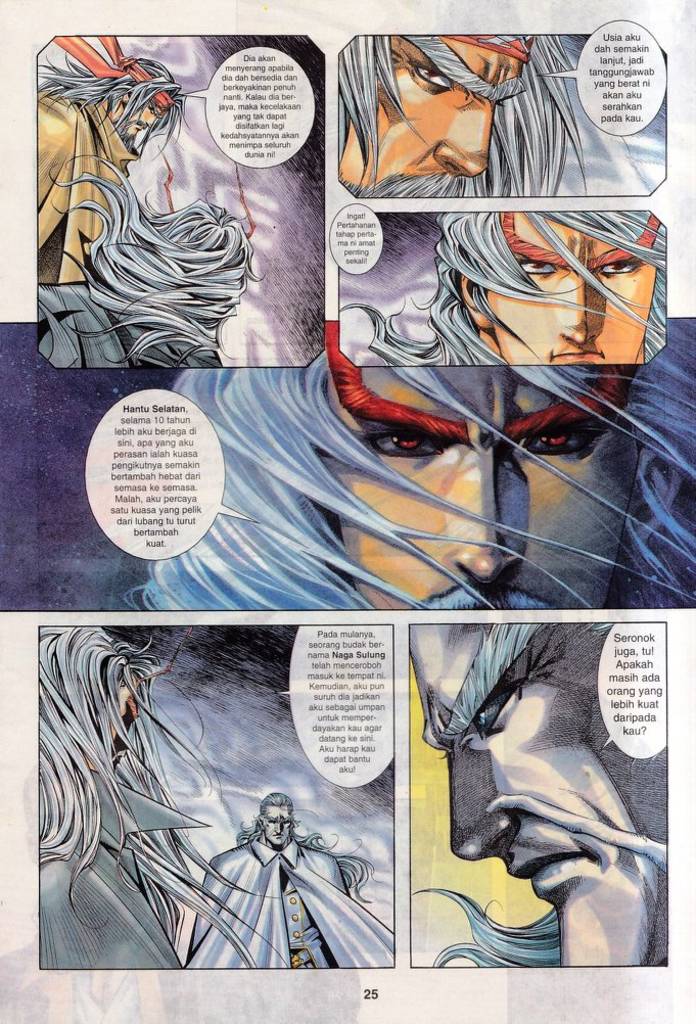 Dia akan
menyerang apabila
dia dah bersedia dan
berkeyakinan penuh
nanti. Kalau dia ber-
jaya, maka kecelakaan
yang tak dapat
disifatkan lagi
kedahsyatannya akan
menimpa seluruh
dunia ni!
Usia aku
dah semakin
lanjut, jadi
tanggungjawab
yang berat ni
akan aku
serahkan
pada kau.
Ingat!
Pertahanan
tahap perta-
ma ni amat
penting
sekali!
Hantu Selatan,
selama 10 tahun
lebih aku berjaga di
sini, apa yang aku
perasan ialah kuasa
pengikutnya semakin
bertambah hebat dari
semasa ke semasa.
Malah, aku percaya
satu kuasa yang pelik
dari lubang tu turut
bertambah
kuat.
Pada mulanya,
seorang budak ber-
nama Naga Sulung
telah menceroboh
masuk ke tempat ni.
Kemudian, aku pun
suruh dia jadikan
aku sebagai umpan
untuk memper-
dayakan kau agar
datang ke sini.
Aku harap kau
dapat bantu
aku!
Seronok
juga, tu!
Apakah
masih ada
orang yang
lebih kuat
daripada
kau?
25